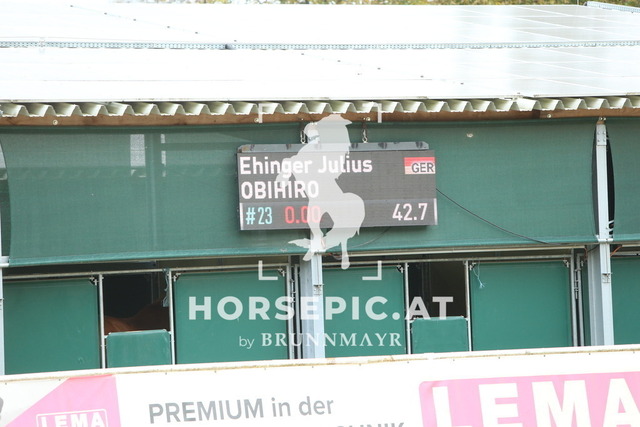 Ehinger Julius GER
OBIHIRO
#23 0.00 42.7
HORSEPIC.AT
by BRUNNMAYR
LEMA
PREMIUM in der
LEMA